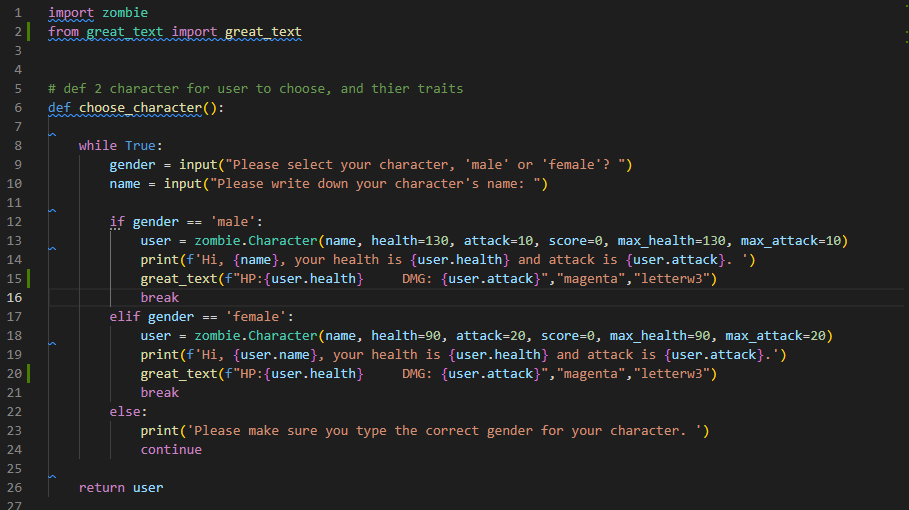 1 import zombie
2 from great_text import great_text
3
4
5 # def 2 character for user to choose, and thier traits
6 def choose_character():
7
8     while True:
9         gender = input("Please select your character, 'male' or 'female'? ")
10         name = input("Please write down your character's name: ")
11
12         if gender == 'male':
13             user = zombie.Character(name, health=130, attack=10, score=0, max_health=130, max_attack=10)
14             print(f'Hi, {name}, your health is {user.health} and attack is {user.attack}. ')
15             great_text(f"HP:{user.health}     DMG: {user.attack}","magenta","letterw3")
16             break
17         elif gender == 'female':
18             user = zombie.Character(name, health=90, attack=20, score=0, max_health=90, max_attack=20)
19             print(f'Hi, {user.name}, your health is {user.health} and attack is {user.attack}.')
20             great_text(f"HP:{user.health}     DMG: {user.attack}","magenta","letterw3")
21             break
22         else:
23             print('Please make sure you type the correct gender for your character. ')
24             continue
25
26     return user
27